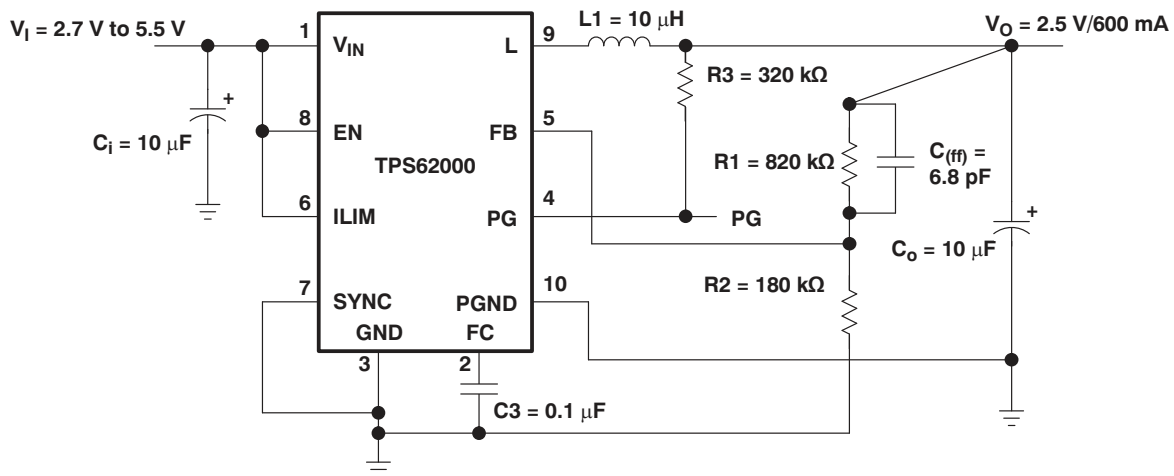 V_I = 2.7 V to 5.5 V
1
V_IN
L
9
L1 = 10 μH
V_O = 2.5 V/600 mA
R3 = 320 kΩ
+
C_i = 10 μF
8
EN
FB
5
TPS62000
R1 = 820 kΩ
C_(ff) =
6.8 pF
6
ILIM
PG
4
PG
+
C_o = 10 μF
7
SYNC
PGND
10
R2 = 180 kΩ
GND
FC
3
2
C3 = 0.1 μF